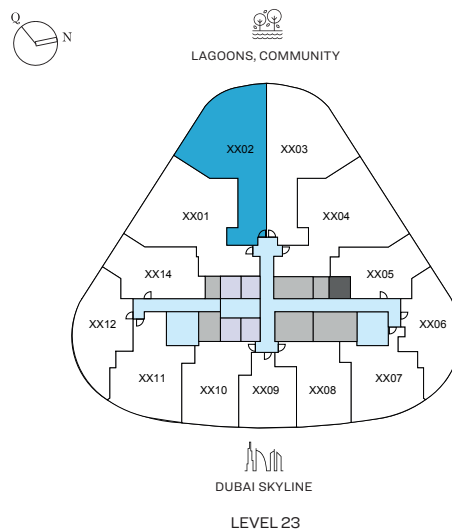 Q
N
LAGOONS, COMMUNITY
XX02
XX03
XX01
XX04
XX14
XX05
XX12
XX06
XX11
XX10
XX09
XX08
XX07
DUBAI SKYLINE
LEVEL 23